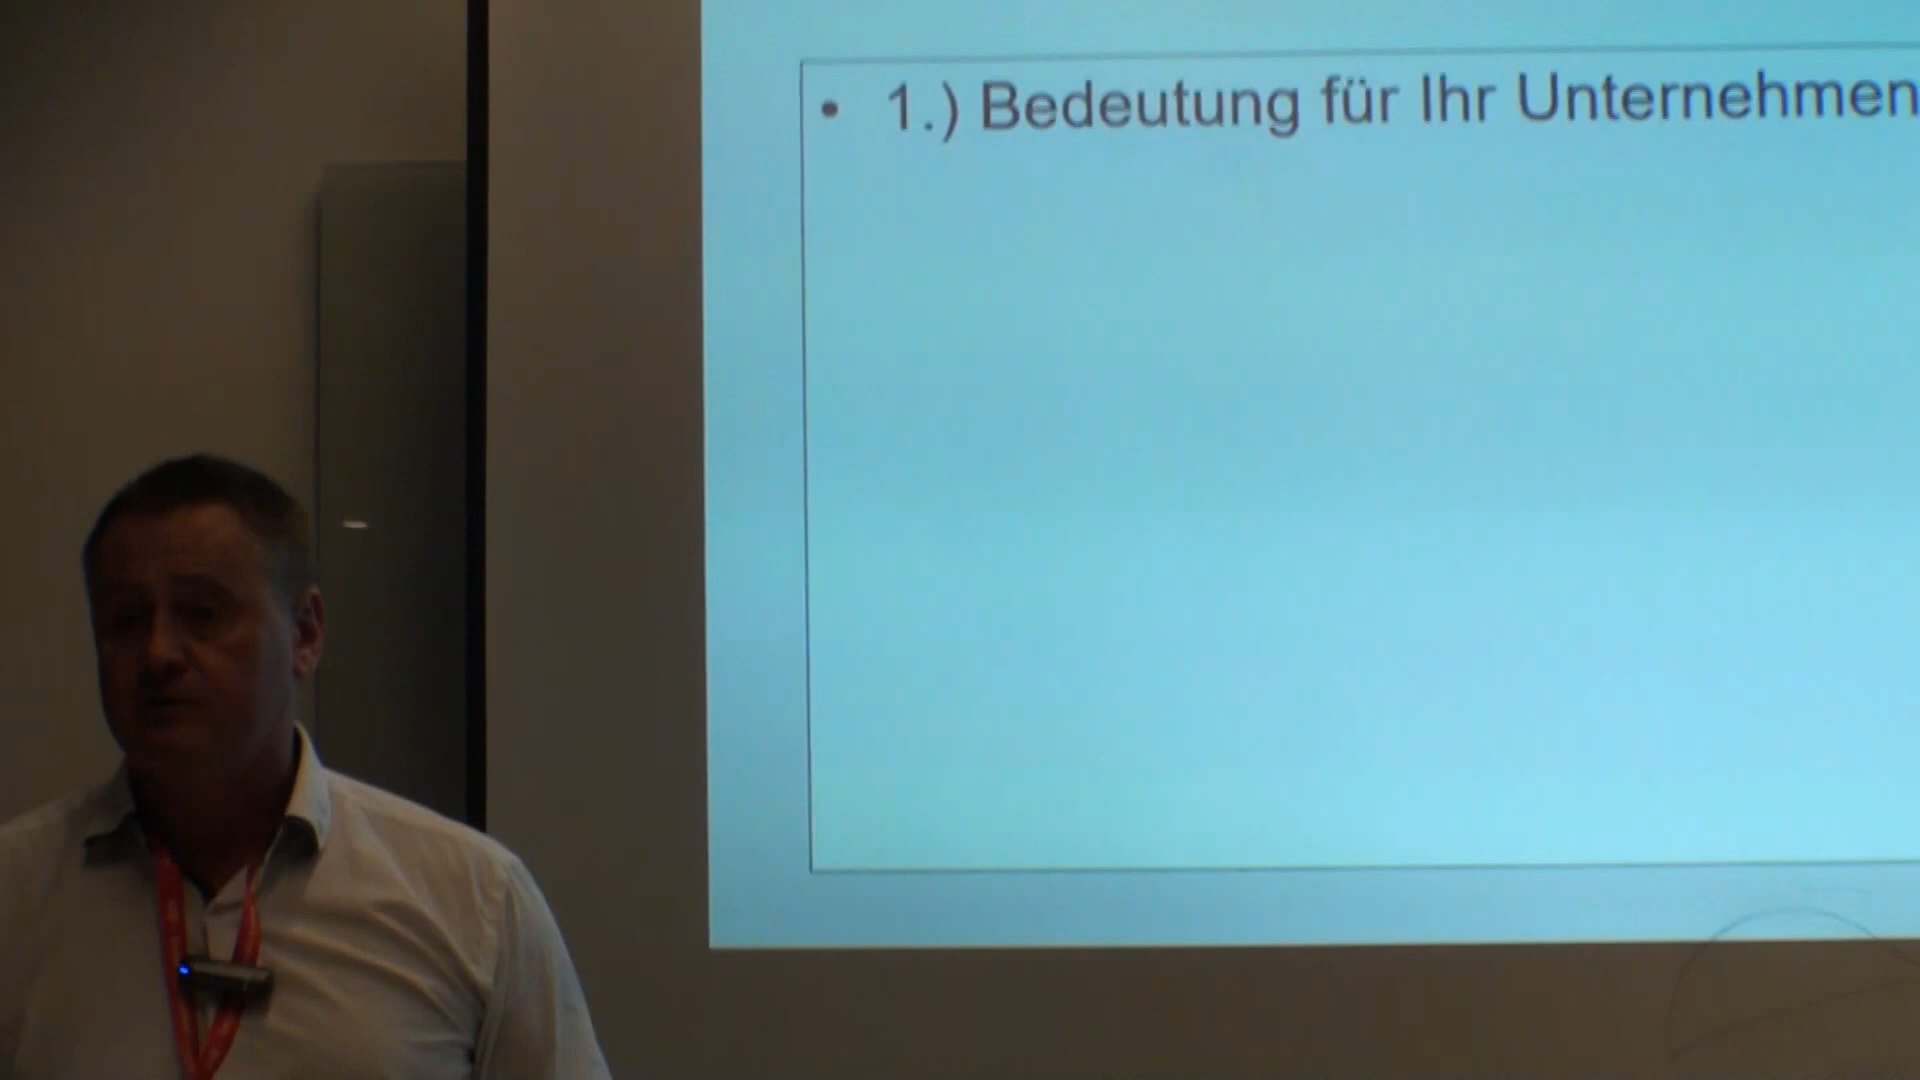 • 1.) Bedeutung für Ihr Unternehmen